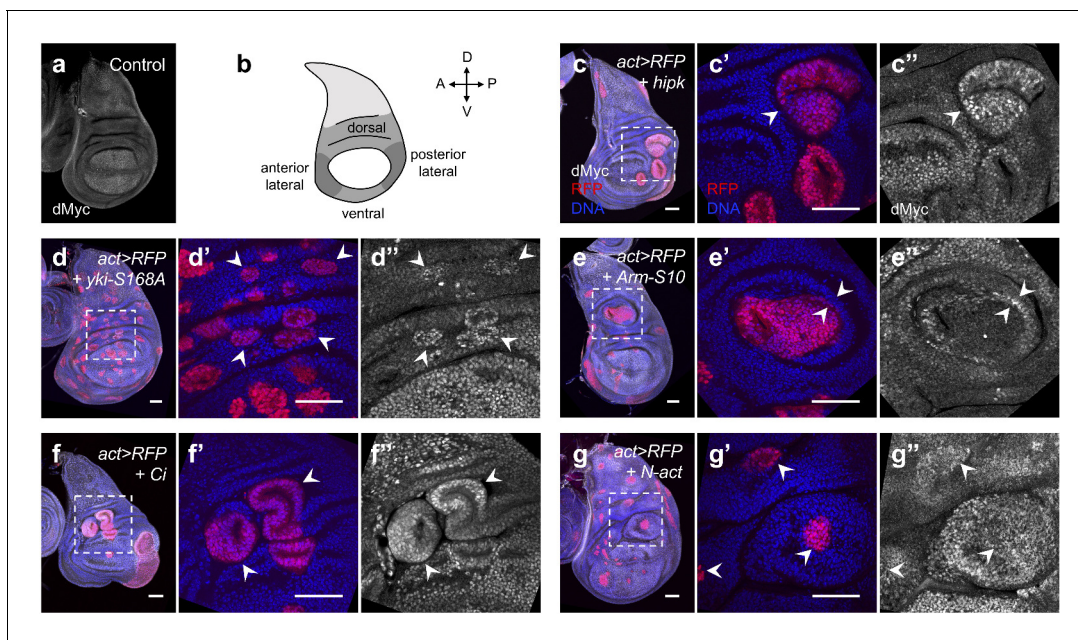 a
Control
dMyc
b
D
A
P
V
dorsal
anterior
lateral
posterior
lateral
ventral
c
act>RFP
+ hipk
dMyc
RFP
DNA
c'
RFP
DNA
c"
dMyc
d
act>RFP
+ yki-S168A
d'
d"
e
act>RFP
+ Arm-S10
e'
e"
f
act>RFP
+ Ci
f'
f"
g
act>RFP
+ N-act
g'
g"